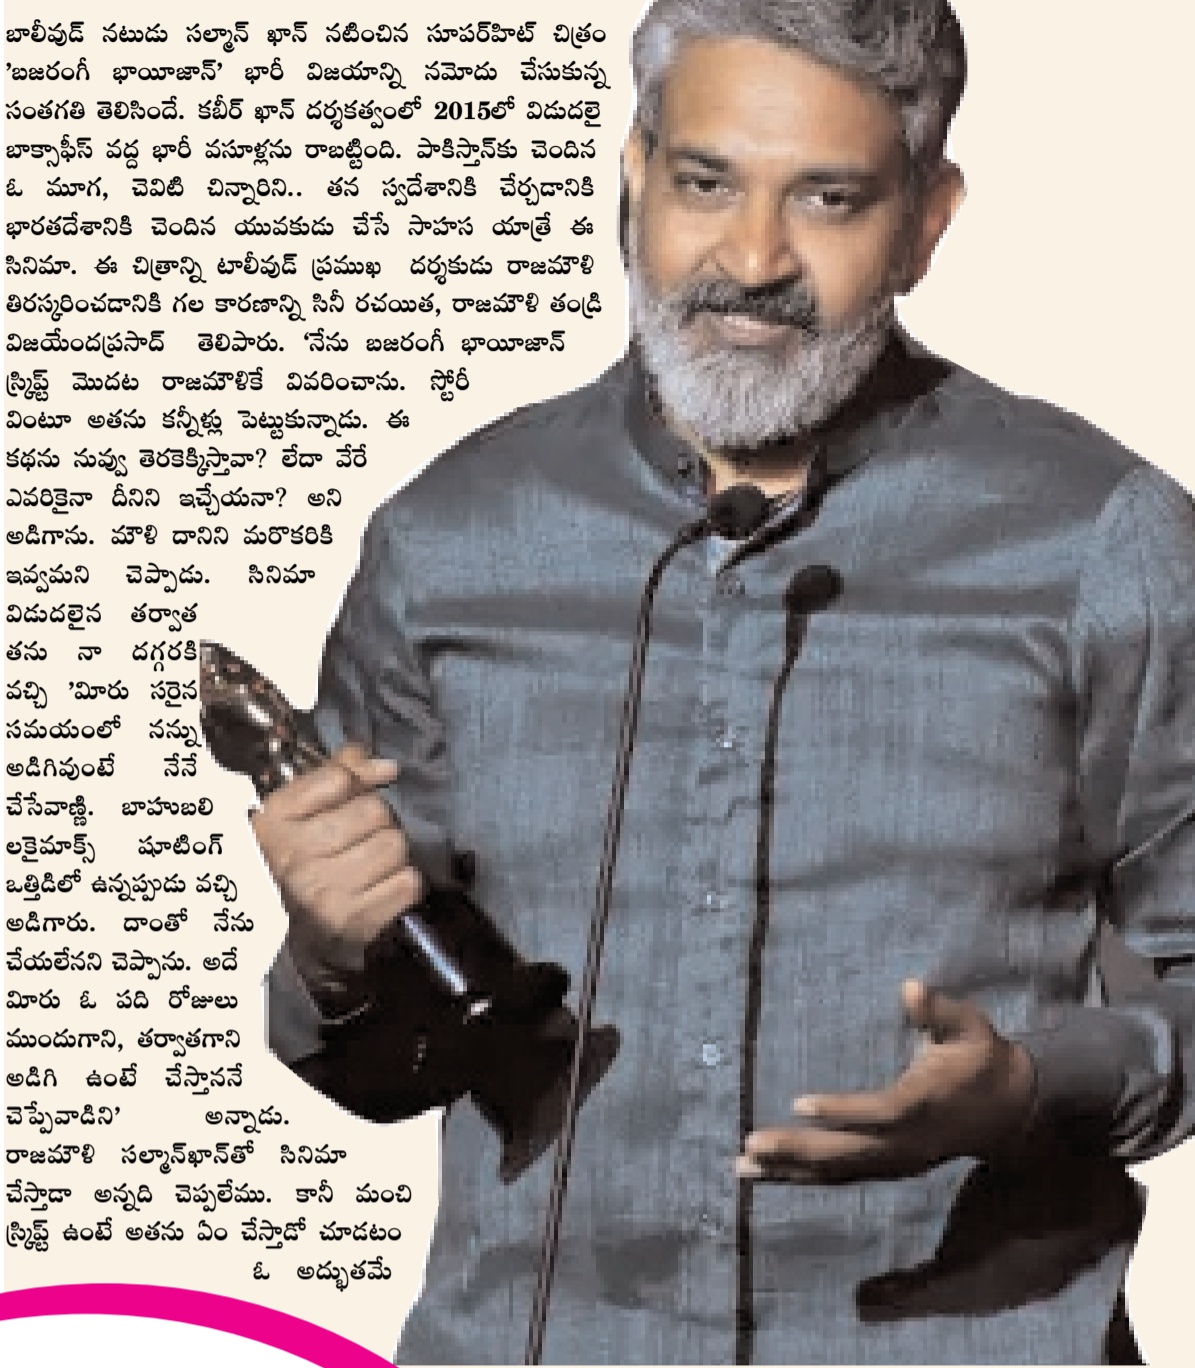 బాలీవుడ్ నటుడు సల్మాన్ ఖాన్ నటించిన సూపర్‌హిట్ చిత్రం
'బజరంగీ భాయీజాన్' భారీ విజయాన్ని నమోదు చేసుకున్న
సంతగతి తెలిసిందే. కబీర్ ఖాన్ దర్శకత్వంలో 2015లో విడుదలై
బాక్సాఫీస్ వద్ద భారీ వసూళ్లను రాబట్టింది. పాకిస్తాన్‌కు చెందిన
ఓ మూగ, చెవిటి చిన్నారిని.. తన స్వదేశానికి చేర్చడానికి
భారతదేశానికి చెందిన యువకుడు చేసే సాహస యాత్రే ఈ
సినిమా. ఈ చిత్రాన్ని టాలీవుడ్ ప్రముఖ దర్శకుడు రాజమౌళి
తిరస్కరించడానికి గల కారణాన్ని సినీ రచయిత, రాజమౌళి తండ్రి
విజయేందప్రసాద్ తెలిపారు. 'నేను బజరంగీ భాయీజాన్
స్క్రిప్ట్ మొదట రాజమౌళికే వివరించాను. స్టోరీ
వింటూ అతను కన్నీళ్లు పెట్టుకున్నాడు. ఈ
కథను నువ్వు తెరకెక్కిస్తావా? లేదా వేరే
ఎవరికైనా దీనిని ఇచ్చేయనా? అని
అడిగాను. మౌళి దానిని మరొకరికి
ఇవ్వమని చెప్పాడు. సినిమా
విడుదలైన తర్వాత
తను నా దగ్గరకి
వచ్చి 'మీరు సరైన
సమయంలో నన్ను
అడిగివుంటే నేనే
చేసేవాణ్ణి. బాహుబలి
లకైమాక్స్ షూటింగ్
ఒత్తిడిలో ఉన్నప్పుడు వచ్చి
అడిగారు. దాంతో నేను
చేయలేనని చెప్పాను. అదే
మీరు ఓ పది రోజులు
ముందుగాని, తర్వాతగాని
అడిగి ఉంటే చేస్తాననే
చెప్పేవాడిని' అన్నాడు.
రాజమౌళి సల్మాన్‌ఖాన్‌తో సినిమా
చేస్తాదా అన్నది చెప్పలేము. కానీ మంచి
స్క్రిప్ట్ ఉంటే అతను ఏం చేస్తాడో చూడటం
ఓ అద్భుతమే